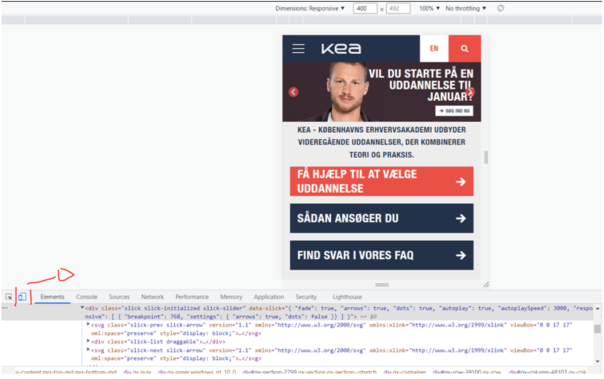 Dimensions: Responsive ▼ 400 × 492 100% ▼ No throttling ▼
kea EN
VIL DU STARTE PÅ EN
UDDANNELSE TIL
JANUAR?
→ SØG IND NU
KEA - KØBENHAVNS ERHVERVSAKADEMI UDBYDER
VIDEREGÅENDE UDDANNELSER, DER KOMBINERER
TEORI OG PRAKSIS.
FÅ HJÆLP TIL AT VÆLGE
UDDANNELSE
SÅDAN ANSØGER DU
FIND SVAR I VORES FAQ
Elements Console Sources Network Performance Memory Application Security Lighthouse
▼<div class="slick slick-initialized slick-slider" data-slick="{ "fade": true, "arrows": true, "dots": true, "autoplay": true, "autoplaySpeed": 3000, "respo
nsive": [ { "breakpoint": 768, "settings": { "arrows": true, "dots": false }} ] }"> == $0
▶<svg class="slick-prev slick-arrow" version="1.1" xmlns="http://www.w3.org/2000/svg" xmlns:xlink="http://www.w3.org/1999/xlink" viewBox="0 0 17 17"
xml:space="preserve" style="display: block;">…</svg>
▶<div class="slick-list draggable">…</div>
▶<svg class="slick-next slick-arrow" version="1.1" xmlns="http://www.w3.org/2000/svg" xmlns:xlink="http://www.w3.org/1999/xlink" viewBox="0 0 17 17"
xml:space="preserve" style="display: block;">…</svg>